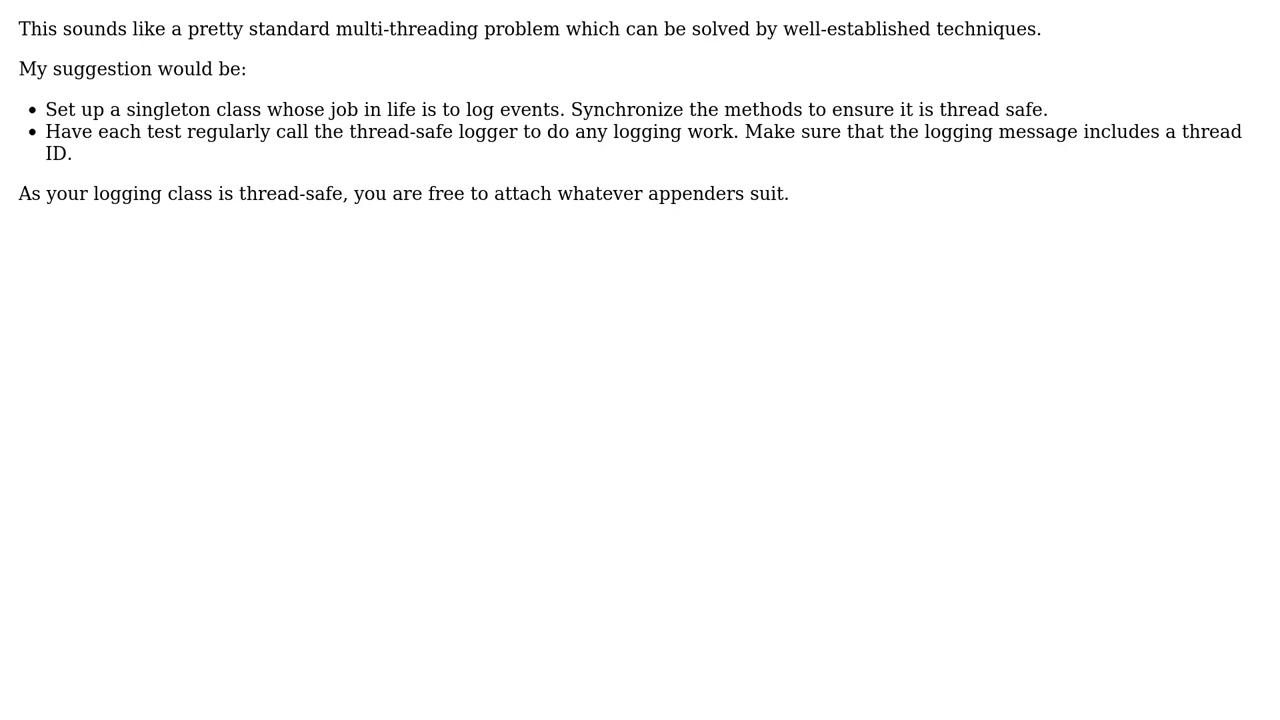 This sounds like a pretty standard multi-threading problem which can be solved by well-established techniques.
My suggestion would be:
• Set up a singleton class whose job in life is to log events. Synchronize the methods to ensure it is thread safe.
• Have each test regularly call the thread-safe logger to do any logging work. Make sure that the logging message includes a thread
ID.
As your logging class is thread-safe, you are free to attach whatever appenders suit.